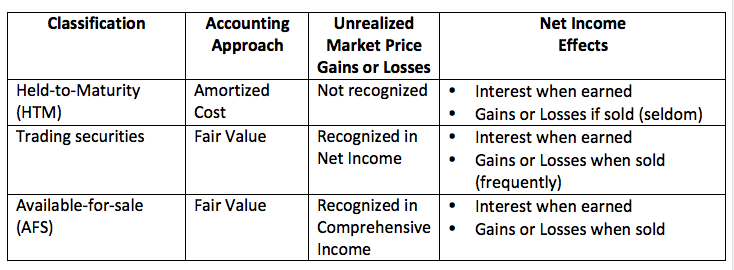 Classification
Accounting
Approach
Unrealized
Market Price
Gains or Losses
Net Income
Effects
Held-to-Maturity
(HTM)
Amortized
Cost
Not recognized
• Interest when earned
• Gains or Losses if sold (seldom)
Trading securities
Fair Value
Recognized in
Net Income
• Interest when earned
• Gains or Losses when sold
(frequently)
Available-for-sale
(AFS)
Fair Value
Recognized in
Comprehensive
Income
• Interest when earned
• Gains or Losses when sold